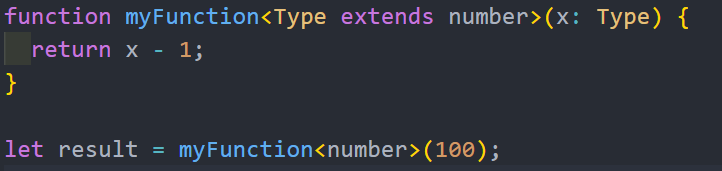 function myFunction<Type extends number>(x: Type) {
  return x - 1;
}
let result = myFunction<number>(100);